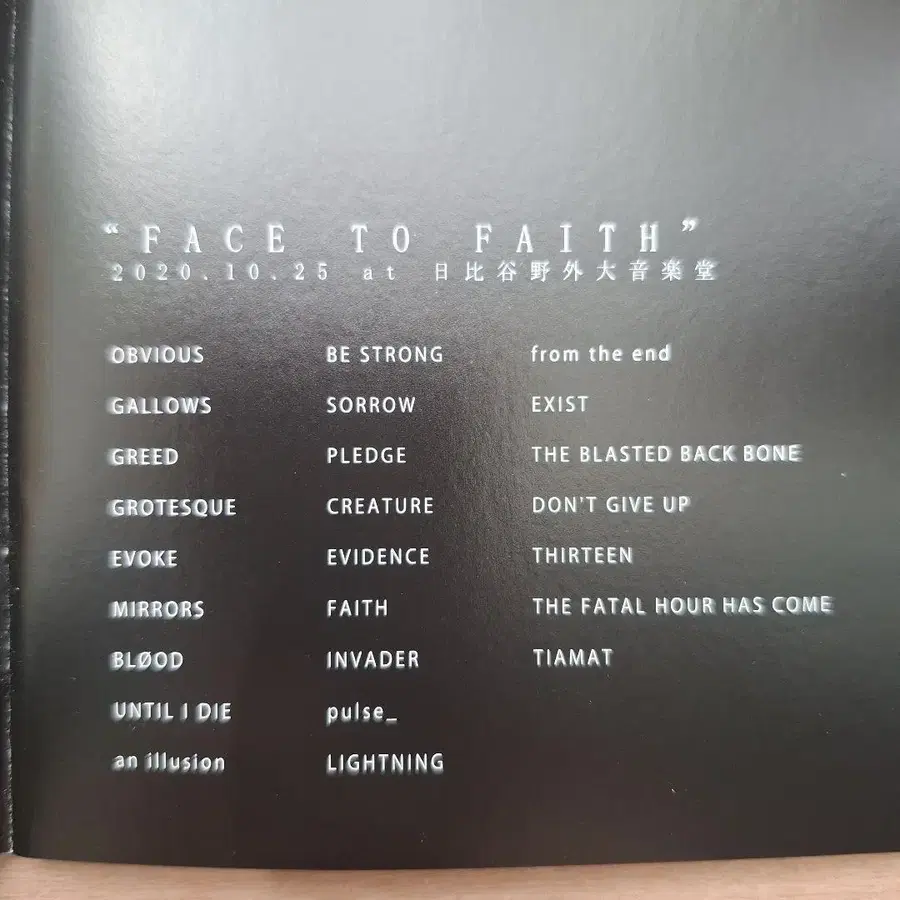 “FACE TO FAITH”
2020.10.25 at 日比谷野外大音楽堂
OBVIOUS
GALLOWS
GREED
GROTESQUE
EVOKE
MIRRORS
BLØOD
UNTIL I DIE
an illusion
BE STRONG
SORROW
PLEDGE
CREATURE
EVIDENCE
FAITH
INVADER
pulse_
LIGHTNING
from the end
EXIST
THE BLASTED BACK BONE
DON’T GIVE UP
THIRTEEN
THE FATAL HOUR HAS COME
TIAMAT